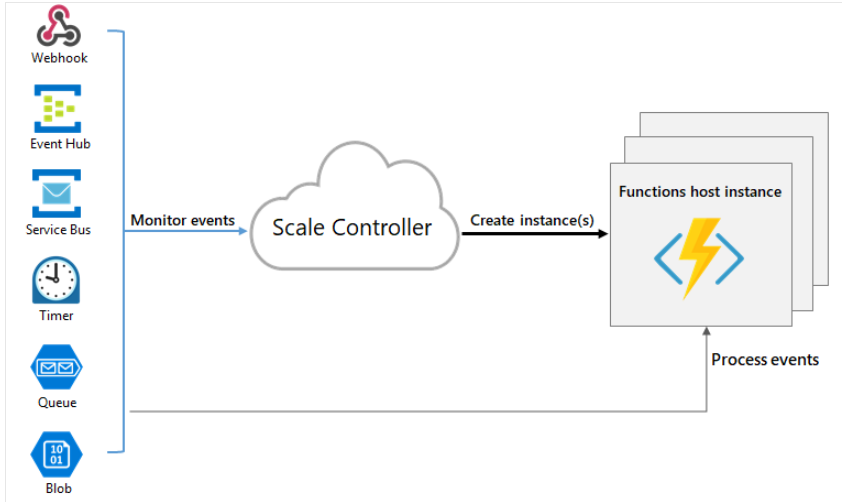 Webhook
Event Hub
Service Bus
Timer
Queue
10
01
Blob
Monitor events
Scale Controller
Create instance(s)
Functions host instance
Process events